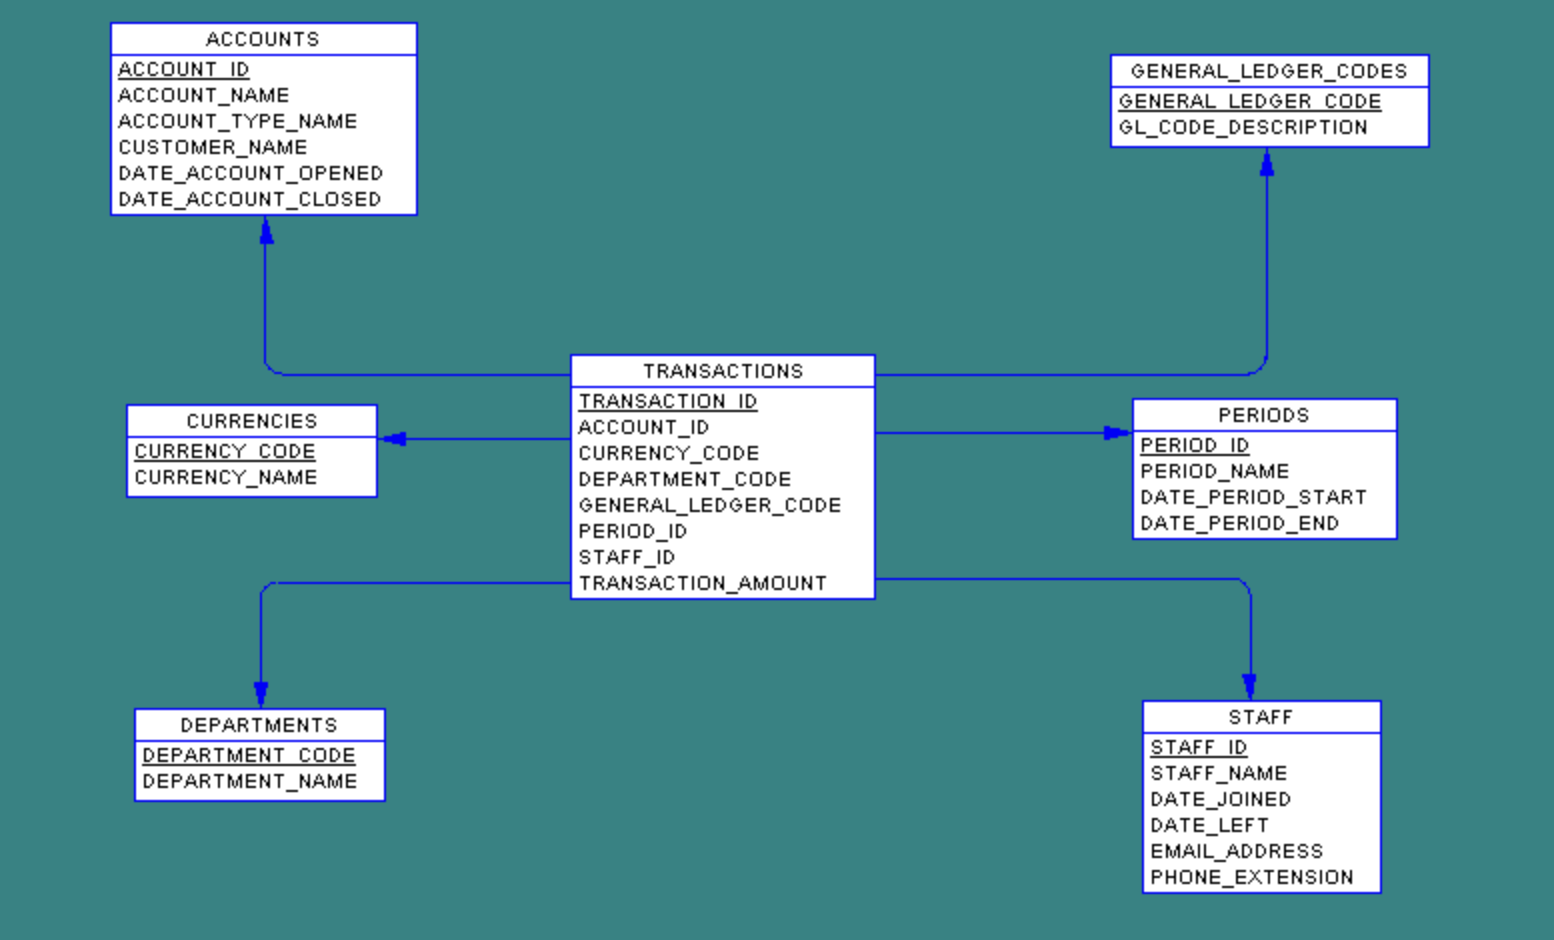 ACCOUNTS
ACCOUNT_ID
ACCOUNT_NAME
ACCOUNT_TYPE_NAME
CUSTOMER_NAME
DATE_ACCOUNT_OPENED
DATE_ACCOUNT_CLOSED
GENERAL_LEDGER_CODES
GENERAL_LEDGER_CODE
GL_CODE_DESCRIPTION
TRANSACTIONS
TRANSACTION_ID
ACCOUNT_ID
CURRENCY_CODE
DEPARTMENT_CODE
GENERAL_LEDGER_CODE
PERIOD_ID
STAFF_ID
TRANSACTION_AMOUNT
CURRENCIES
CURRENCY_CODE
CURRENCY_NAME
PERIODS
PERIOD_ID
PERIOD_NAME
DATE_PERIOD_START
DATE_PERIOD_END
DEPARTMENTS
DEPARTMENT_CODE
DEPARTMENT_NAME
STAFF
STAFF_ID
STAFF_NAME
DATE_JOINED
DATE_LEFT
EMAIL_ADDRESS
PHONE_EXTENSION